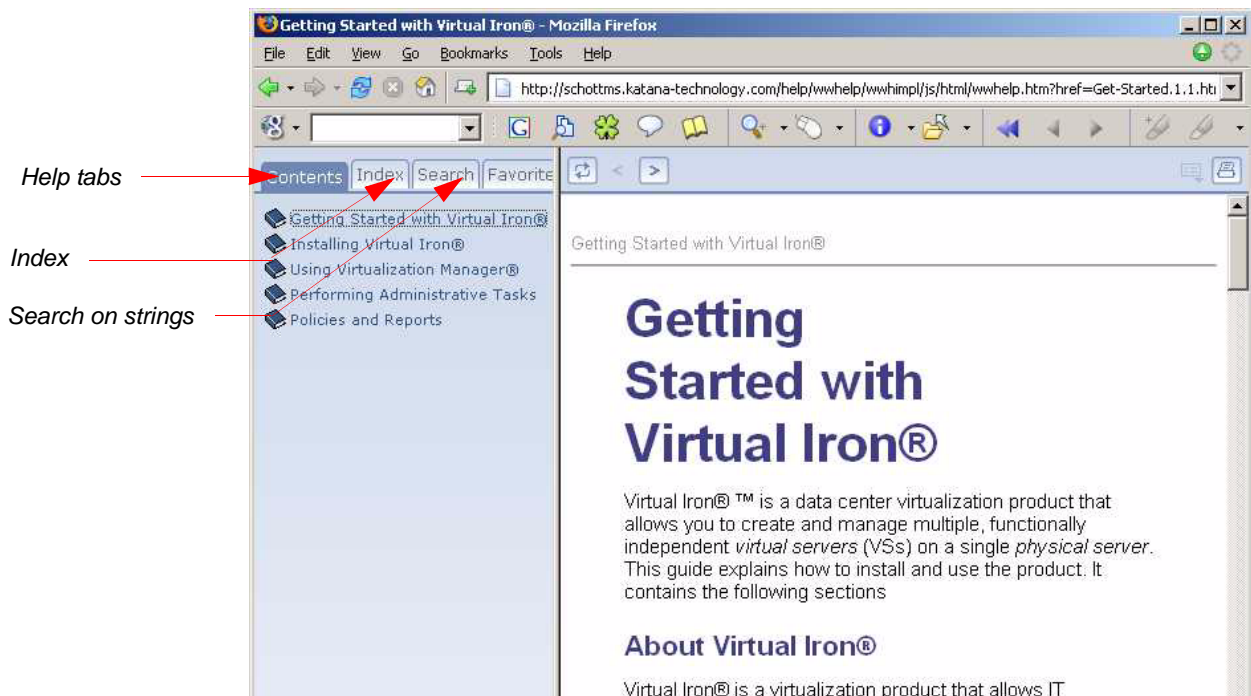 Getting Started with Virtual Iron® - Mozilla Firefox
File Edit View Go Bookmarks Tools Help
http://schottms.katana-technology.com/help/wwhelp/wwhimpl/js/html/wwhelp.htm?href=Get-Started.1.1.htm
G
Help tabs
Contents Index Search Favorite
Getting Started with Virtual Iron®
Installing Virtual Iron®
Index
Using Virtualization Manager®
Performing Administrative Tasks
Search on strings
Policies and Reports
Getting Started with Virtual Iron®
Getting
Started with
Virtual Iron®
Virtual Iron® ™ is a data center virtualization product that
allows you to create and manage multiple, functionally
independent virtual servers (VSs) on a single physical server.
This guide explains how to install and use the product. It
contains the following sections
About Virtual Iron®
Virtual Iron® is a virtualization product that allows IT